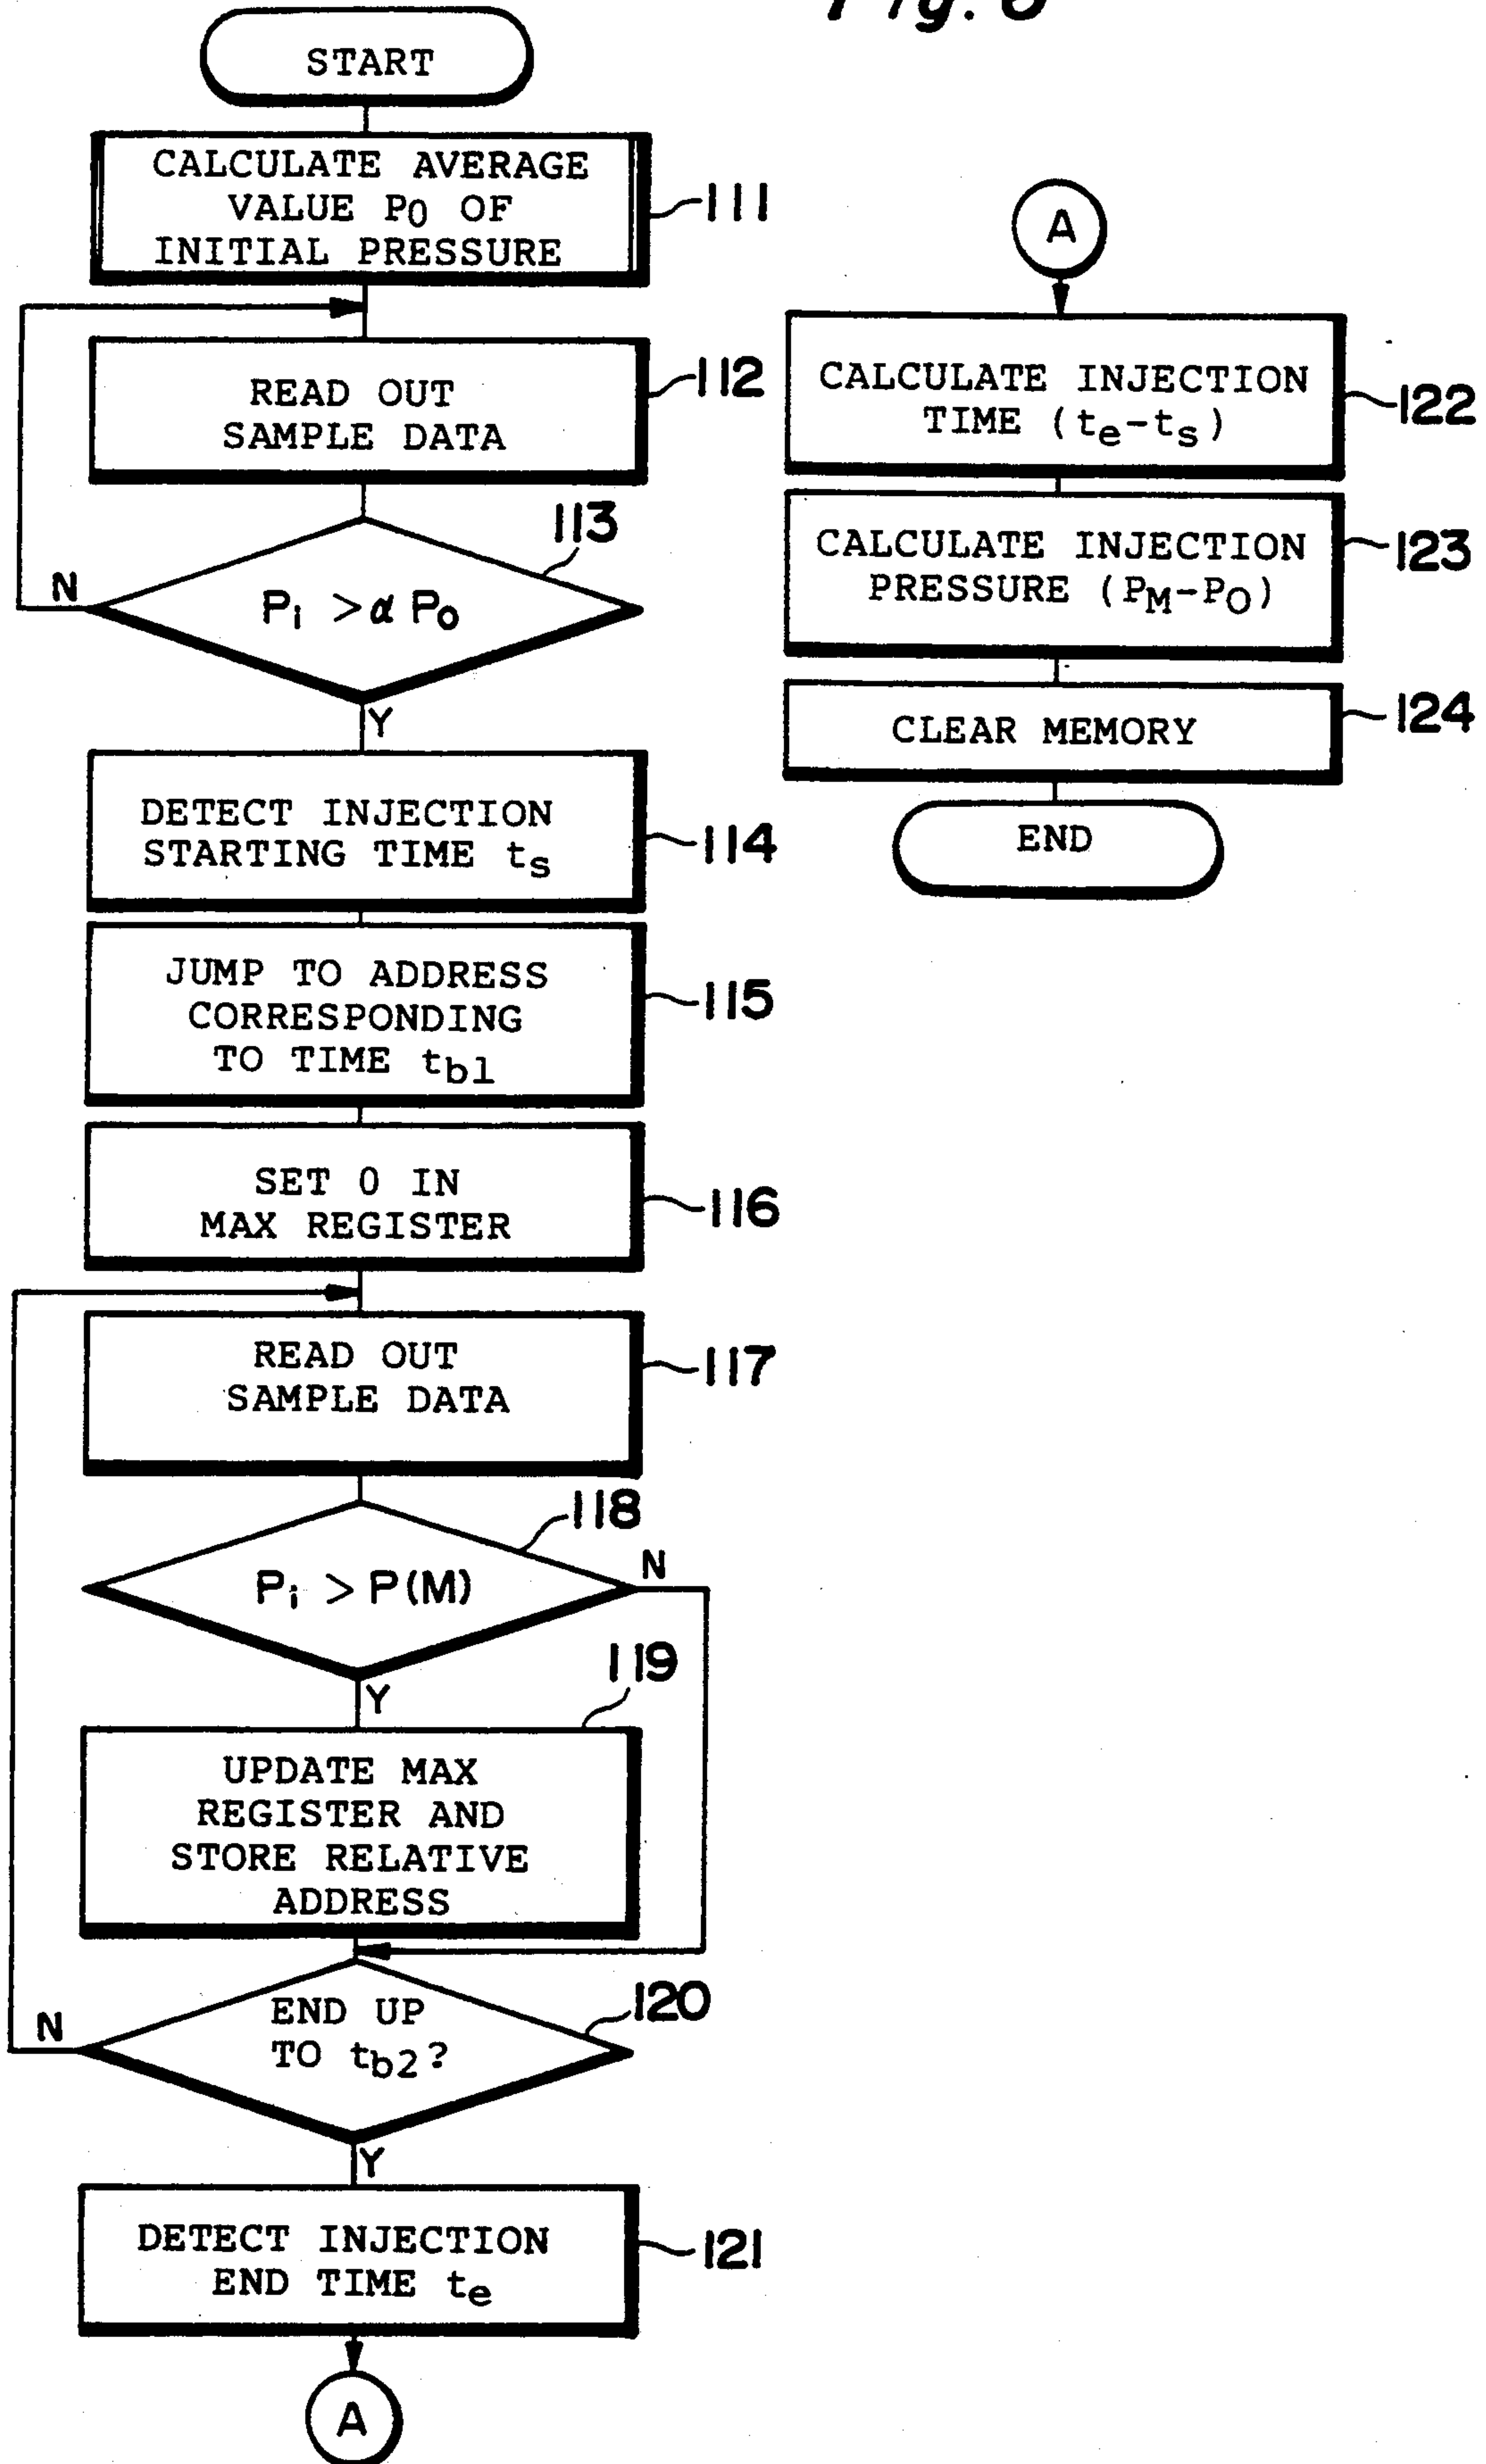 START
CALCULATE AVERAGE
VALUE P0 OF
INITIAL PRESSURE
111
READ OUT
SAMPLE DATA
112
113
Pi > α Po
N
Y
DETECT INJECTION
STARTING TIME ts
114
JUMP TO ADDRESS
CORRESPONDING
TO TIME tb1
115
SET 0 IN
MAX REGISTER
116
READ OUT
SAMPLE DATA
117
118
Pi > P(M)
N
Y
119
UPDATE MAX
REGISTER AND
STORE RELATIVE
ADDRESS
120
END UP
TO tb2?
N
Y
DETECT INJECTION
END TIME te
121
A
A
CALCULATE INJECTION
TIME (te-ts)
122
CALCULATE INJECTION
PRESSURE (PM-PO)
123
CLEAR MEMORY
124
END